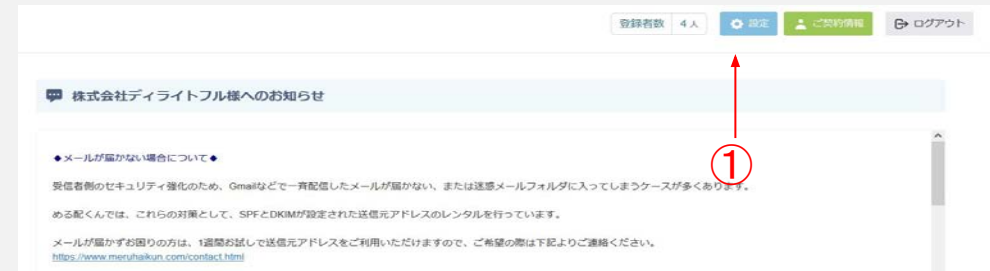 登録者数 4人 設定 ご契約情報 ログアウト
株式会社ディライトフル様へのお知らせ
①
◆メールが届かない場合について◆
受信者側のセキュリティ強化のため、Gmailなどで一斉配信したメールが届かない、または迷惑メールフォルダに入ってしまうケースが多くあります。
める配くんでは、これらの対策として、SPFとDKIMが設定された送信元アドレスのレンタルを行っています。
メールが届かずお困りの方は、1週間お試しで送信元アドレスをご利用いただけますので、ご希望の際は下記よりご連絡ください。
https://www.meruhaikun.com/contact.html